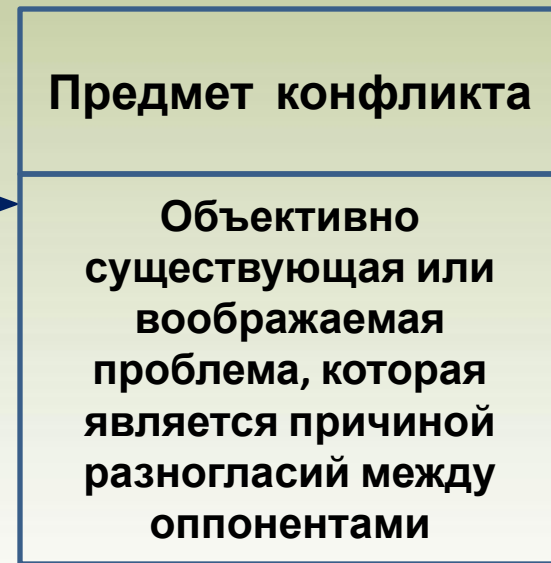 Предмет конфликта
Объективно
существующая или
воображаемая
проблема, которая
является причиной
разногласий между
оппонентами